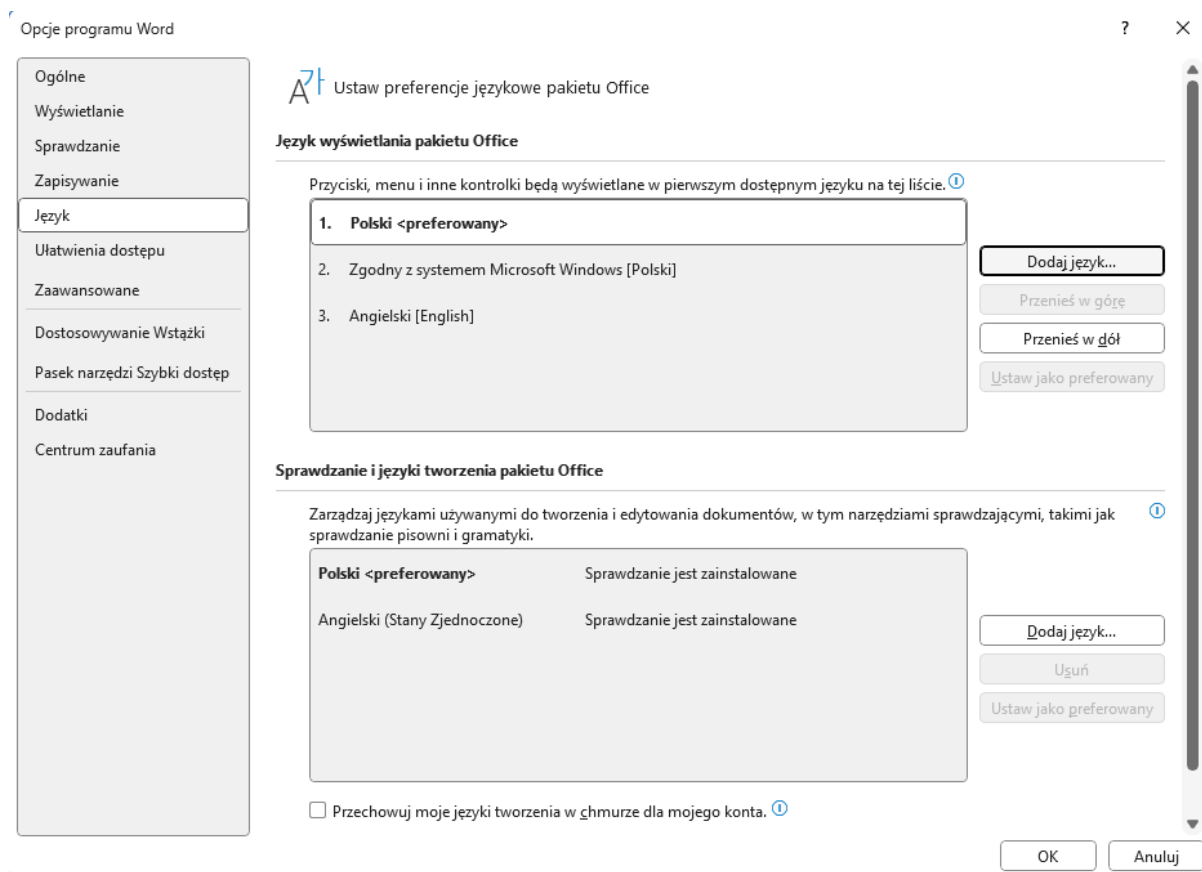 Opcje programu Word
?
Ogólne
Wyświetlanie
Sprawdzanie
Zapisywanie
Język
Ułatwienia dostępu
Zaawansowane
Dostosowywanie Wstążki
Pasek narzędzi Szybki dostęp
Dodatki
Centrum zaufania
A가 Ustaw preferencje językowe pakietu Office
Język wyświetlania pakietu Office
Przyciski, menu i inne kontrolki będą wyświetlane w pierwszym dostępnym języku na tej liście.
1. Polski <preferowany>
2. Zgodny z systemem Microsoft Windows [Polski]
3. Angielski [English]
Dodaj język...
Przenieś w górę
Przenieś w dół
Ustaw jako preferowany
Sprawdzanie i języki tworzenia pakietu Office
Zarządzaj językami używanymi do tworzenia i edytowania dokumentów, w tym narzędziami sprawdzającymi, takimi jak
sprawdzanie pisowni i gramatyki.
Polski <preferowany> Sprawdzanie jest zainstalowane
Angielski (Stany Zjednoczone) Sprawdzanie jest zainstalowane
Dodaj język...
Usuń
Ustaw jako preferowany
Przechowuj moje języki tworzenia w chmurze dla mojego konta.
OK Anuluj